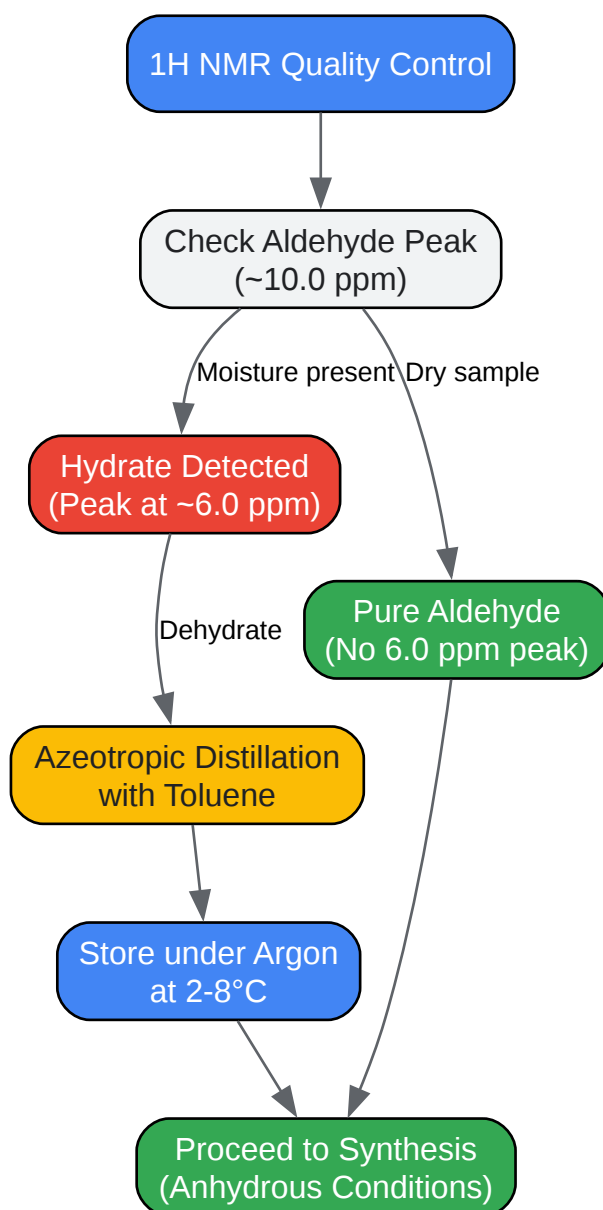 1H NMR Quality Control
Check Aldehyde Peak
(~10.0 ppm)
Moisture present
Dry sample
Hydrate Detected
(Peak at ~6.0 ppm)
Pure Aldehyde
(No 6.0 ppm peak)
Dehydrate
Azeotropic Distillation
with Toluene
Store under Argon
at 2-8°C
Proceed to Synthesis
(Anhydrous Conditions)